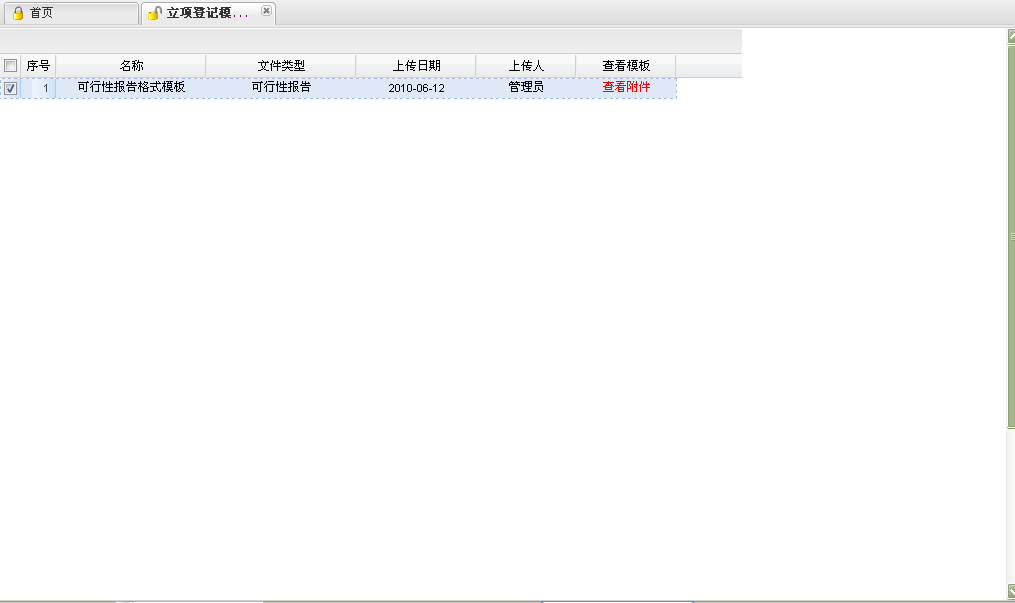 首页 立项登记模...
序号 名称 文件类型 上传日期 上传人 查看模板
1 可行性报告格式模板 可行性报告 2010-06-12 管理员 查看附件